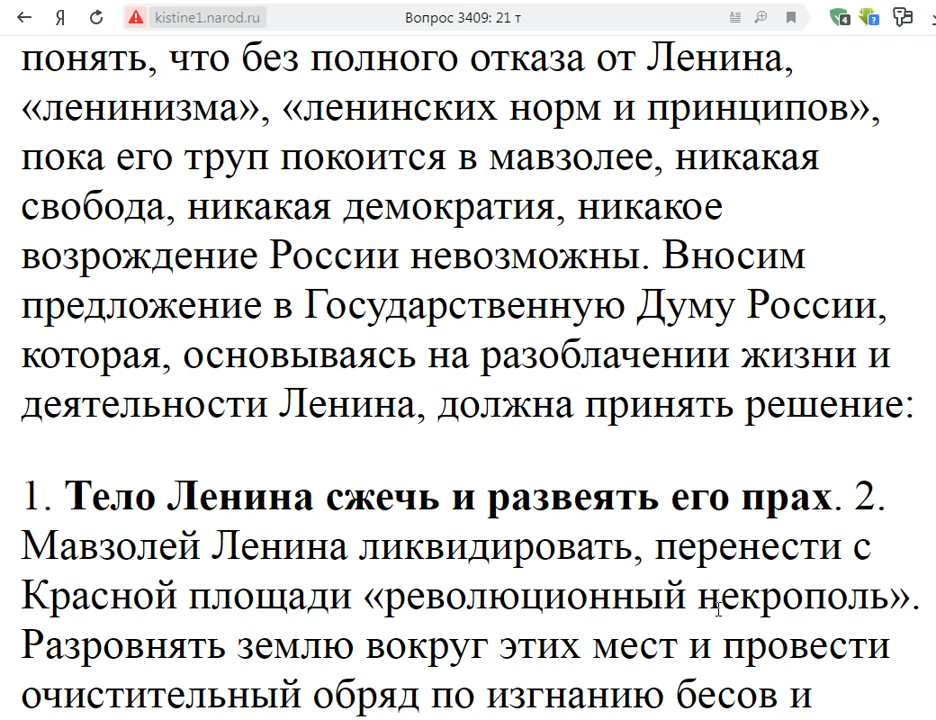 Я kistine1.narod.ru Вопрос 3409: 21 т 4 ?
понять, что без полного отказа от Ленина,
«ленинизма», «ленинских норм и принципов»,
пока его труп покоится в мавзолее, никакая
свобода, никакая демократия, никакое
возрождение России невозможны. Вносим
предложение в Государственную Думу России,
которая, основываясь на разоблачении жизни и
деятельности Ленина, должна принять решение:
1. Тело Ленина сжечь и развеять его прах. 2.
Мавзолей Ленина ликвидировать, перенести с
Красной площади «революционный некрополь».
Разровнять землю вокруг этих мест и провести
очистительный обряд по изгнанию бесов и